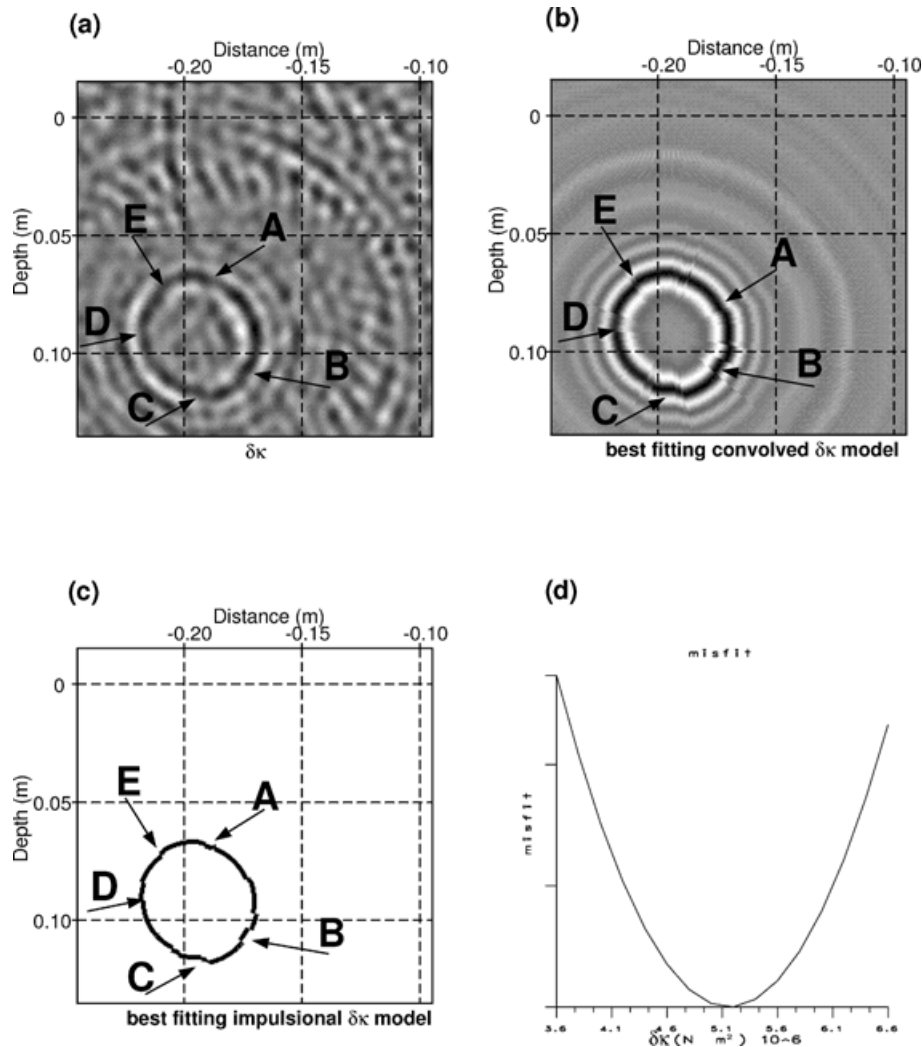 (a)
Distance (m)
-0.20 -0.15 -0.10
0
0.05
0.10
Depth (m)
E
A
D
B
C
δκ
(b)
Distance (m)
-0.20 -0.15 -0.10
0
0.05
0.10
Depth (m)
E
A
D
B
C
best fitting convolved δκ model
(c)
Distance (m)
-0.20 -0.15 -0.10
0
0.05
0.10
Depth (m)
E
A
D
B
C
best fitting impulsional δκ model
(d)
misfit
misfit
3.6 4.1 4.6 5.1 5.6 6.1 6.6
δκ(N m²) 10-6